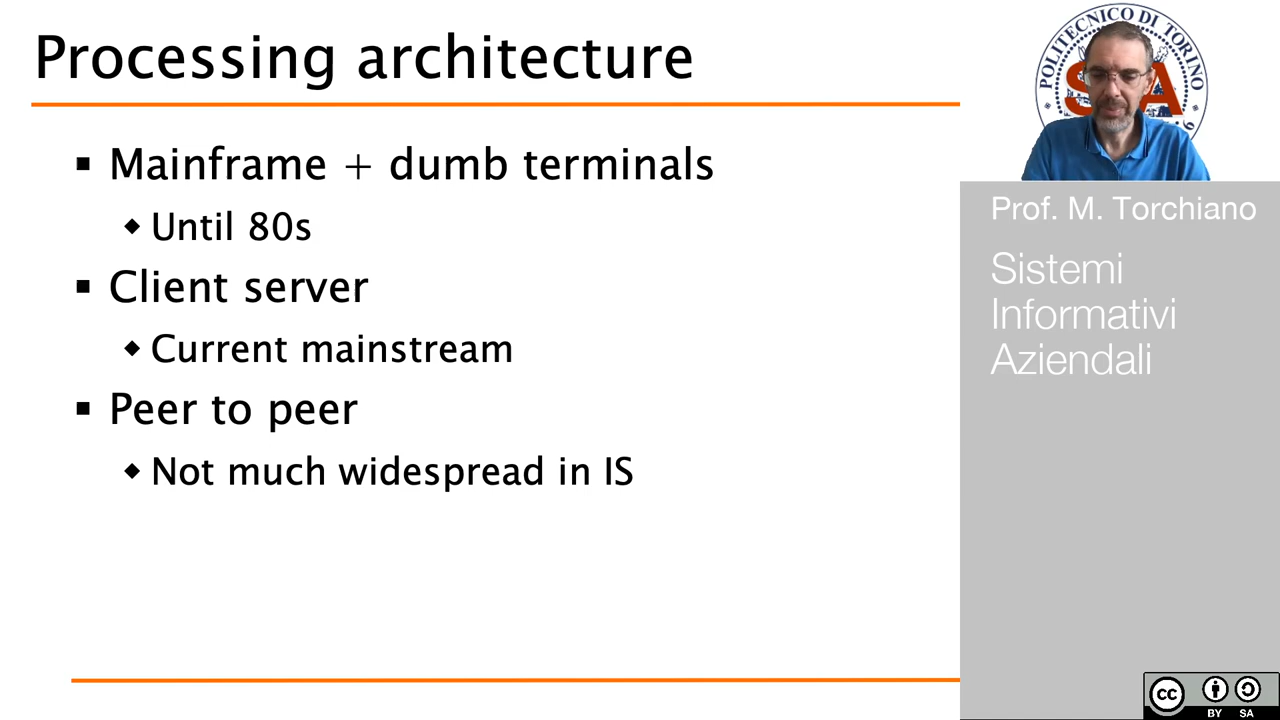 Processing architecture
▪ Mainframe + dumb terminals
◆ Until 80s
▪ Client server
◆ Current mainstream
▪ Peer to peer
◆ Not much widespread in IS
POLITECNICO DI TORINO
Prof. M. Torchiano
Sistemi
Informativi
Aziendali
cc
BY SA